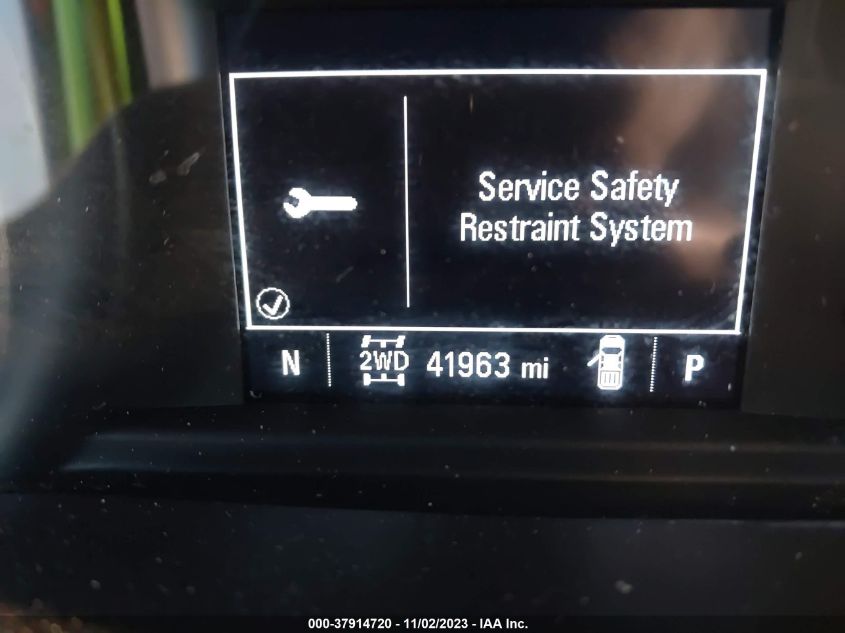 Service Safety
Restraint System
N 2WD 41963 mi P
000-37914720 - 11/02/2023 - IAA Inc.